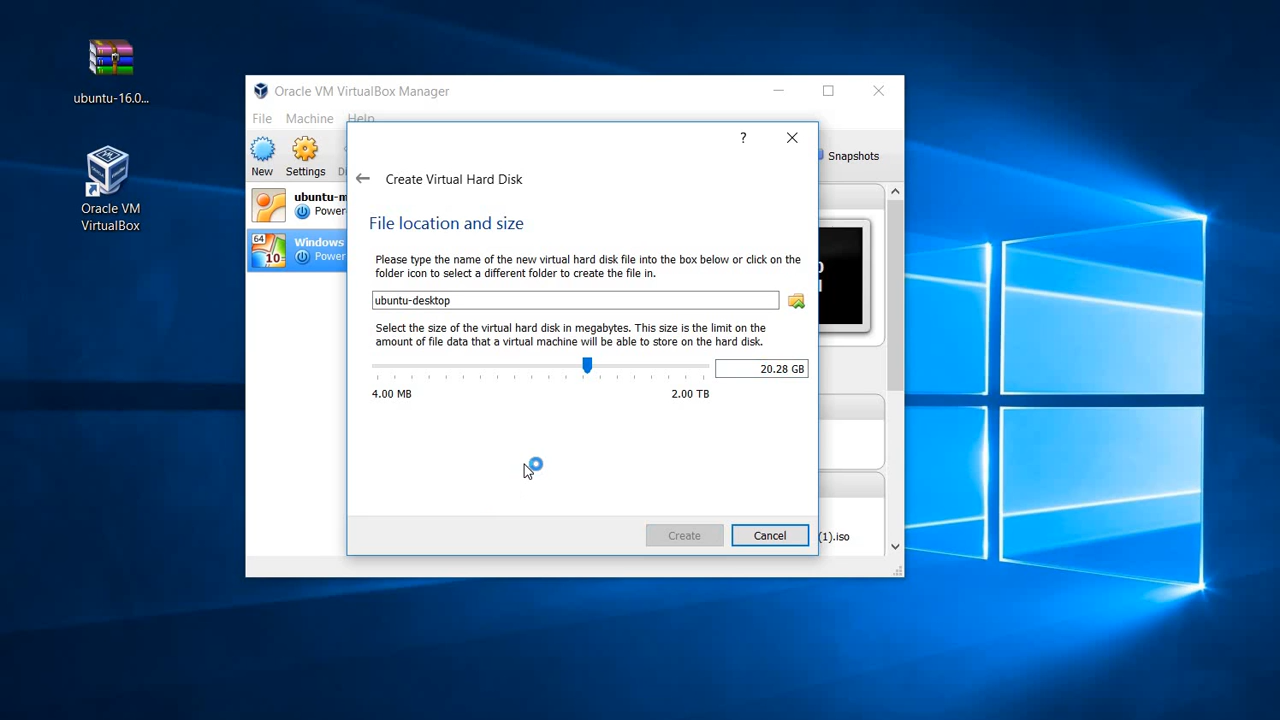 ubuntu-16.0...
Oracle VM
VirtualBox
Oracle VM VirtualBox Manager
File Machine Help
New Settings
Snapshots
ubuntu-m
Power
64
10
Windows
Power
?
Create Virtual Hard Disk
File location and size
Please type the name of the new virtual hard disk file into the box below or click on the
folder icon to select a different folder to create the file in.
ubuntu-desktop
Select the size of the virtual hard disk in megabytes. This size is the limit on the
amount of file data that a virtual machine will be able to store on the hard disk.
20.28 GB
4.00 MB 2.00 TB
Create Cancel
(1).iso